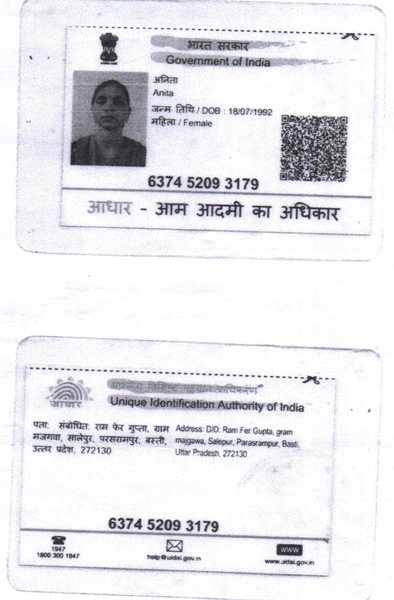 भारत सरकार
Government of India
अनिता
Anita
जन्म तिथि / DOB : 18/07/1992
महिला / Female
6374 5209 3179
आधार - आम आदमी का अधिकार
Unique Identification Authority of India
आधार
पता: संबोधित: राम फेर गुप्ता, ग्राम
मजगवा, सालेपुर, परसरामपुर, बस्ती,
उत्तर प्रदेश, 272130
Address: D/O: Ram Fer Gupta, gram
majgawa, Salepur, Parasrampur, Basti,
Uttar Pradesh, 272130
6374 5209 3179
1947
1800 300 1947
help@uidai.gov.in
WWW
www.uidai.gov.in